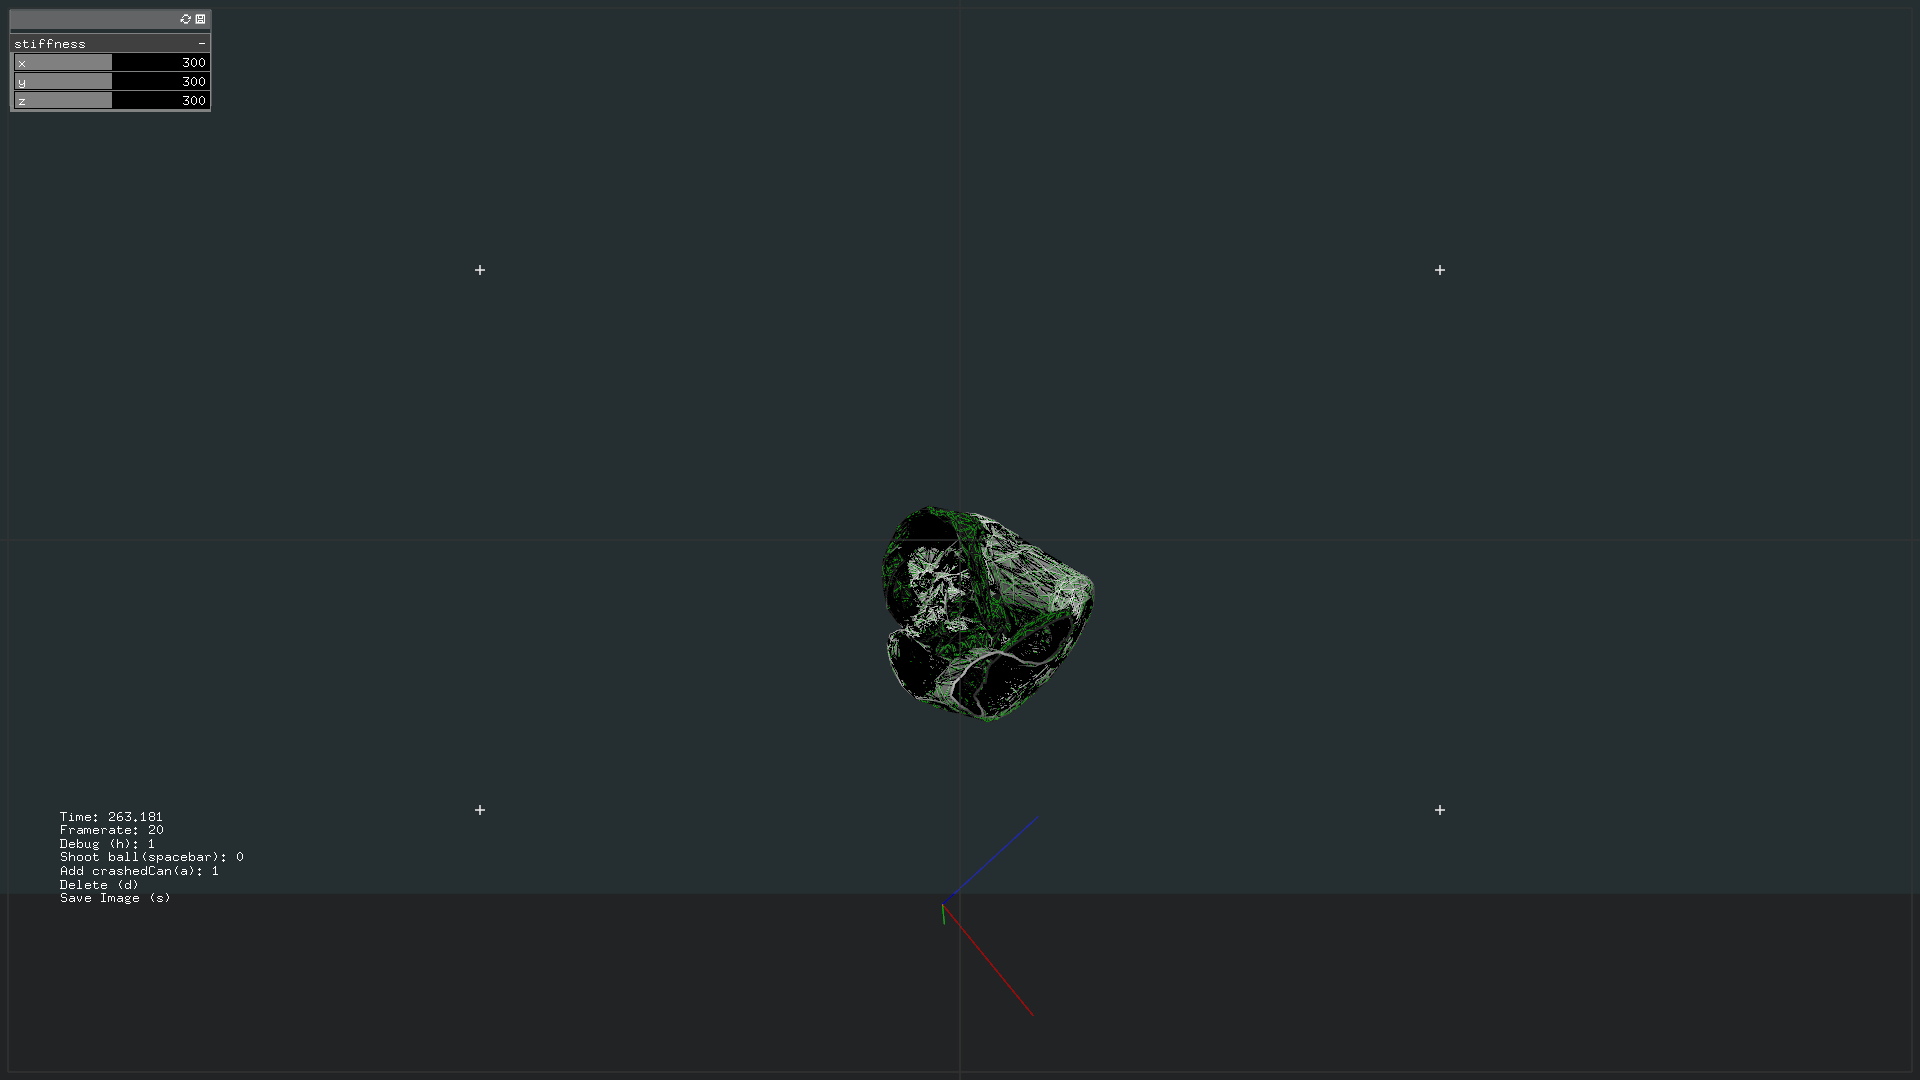 stiffness -
x 300
y 300
z 300
Time: 263.181
Framerate: 20
Debug (h): 1
Shoot ball(spacebar): 0
Add crashedCan(a): 1
Delete (d)
Save Image (s)